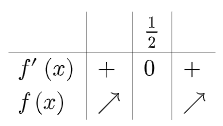 1/2
f′(x) + 0 +
f(x) ↗ ↗